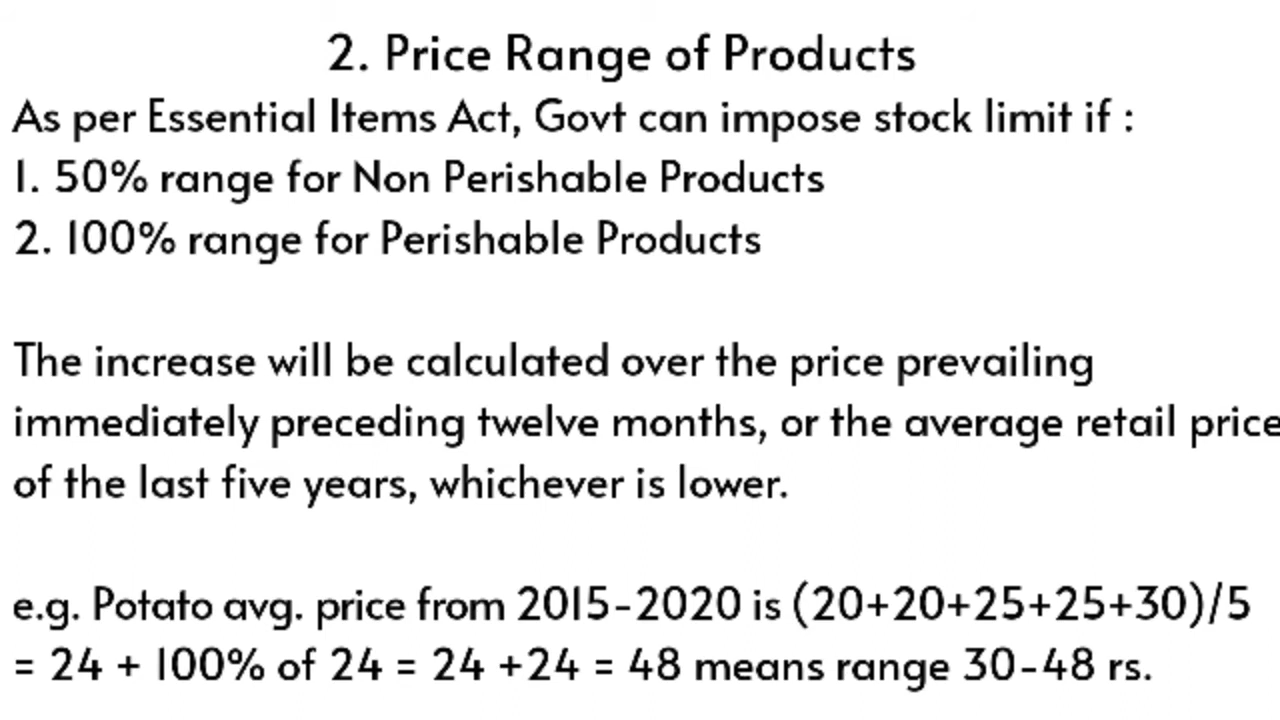 2. Price Range of Products
As per Essential Items Act, Govt can impose stock limit if :
1. 50% range for Non Perishable Products
2. 100% range for Perishable Products
The increase will be calculated over the price prevailing
immediately preceding twelve months, or the average retail price
of the last five years, whichever is lower.
e.g. Potato avg. price from 2015-2020 is (20+20+25+25+30)/5
= 24 + 100% of 24 = 24 +24 = 48 means range 30-48 rs.